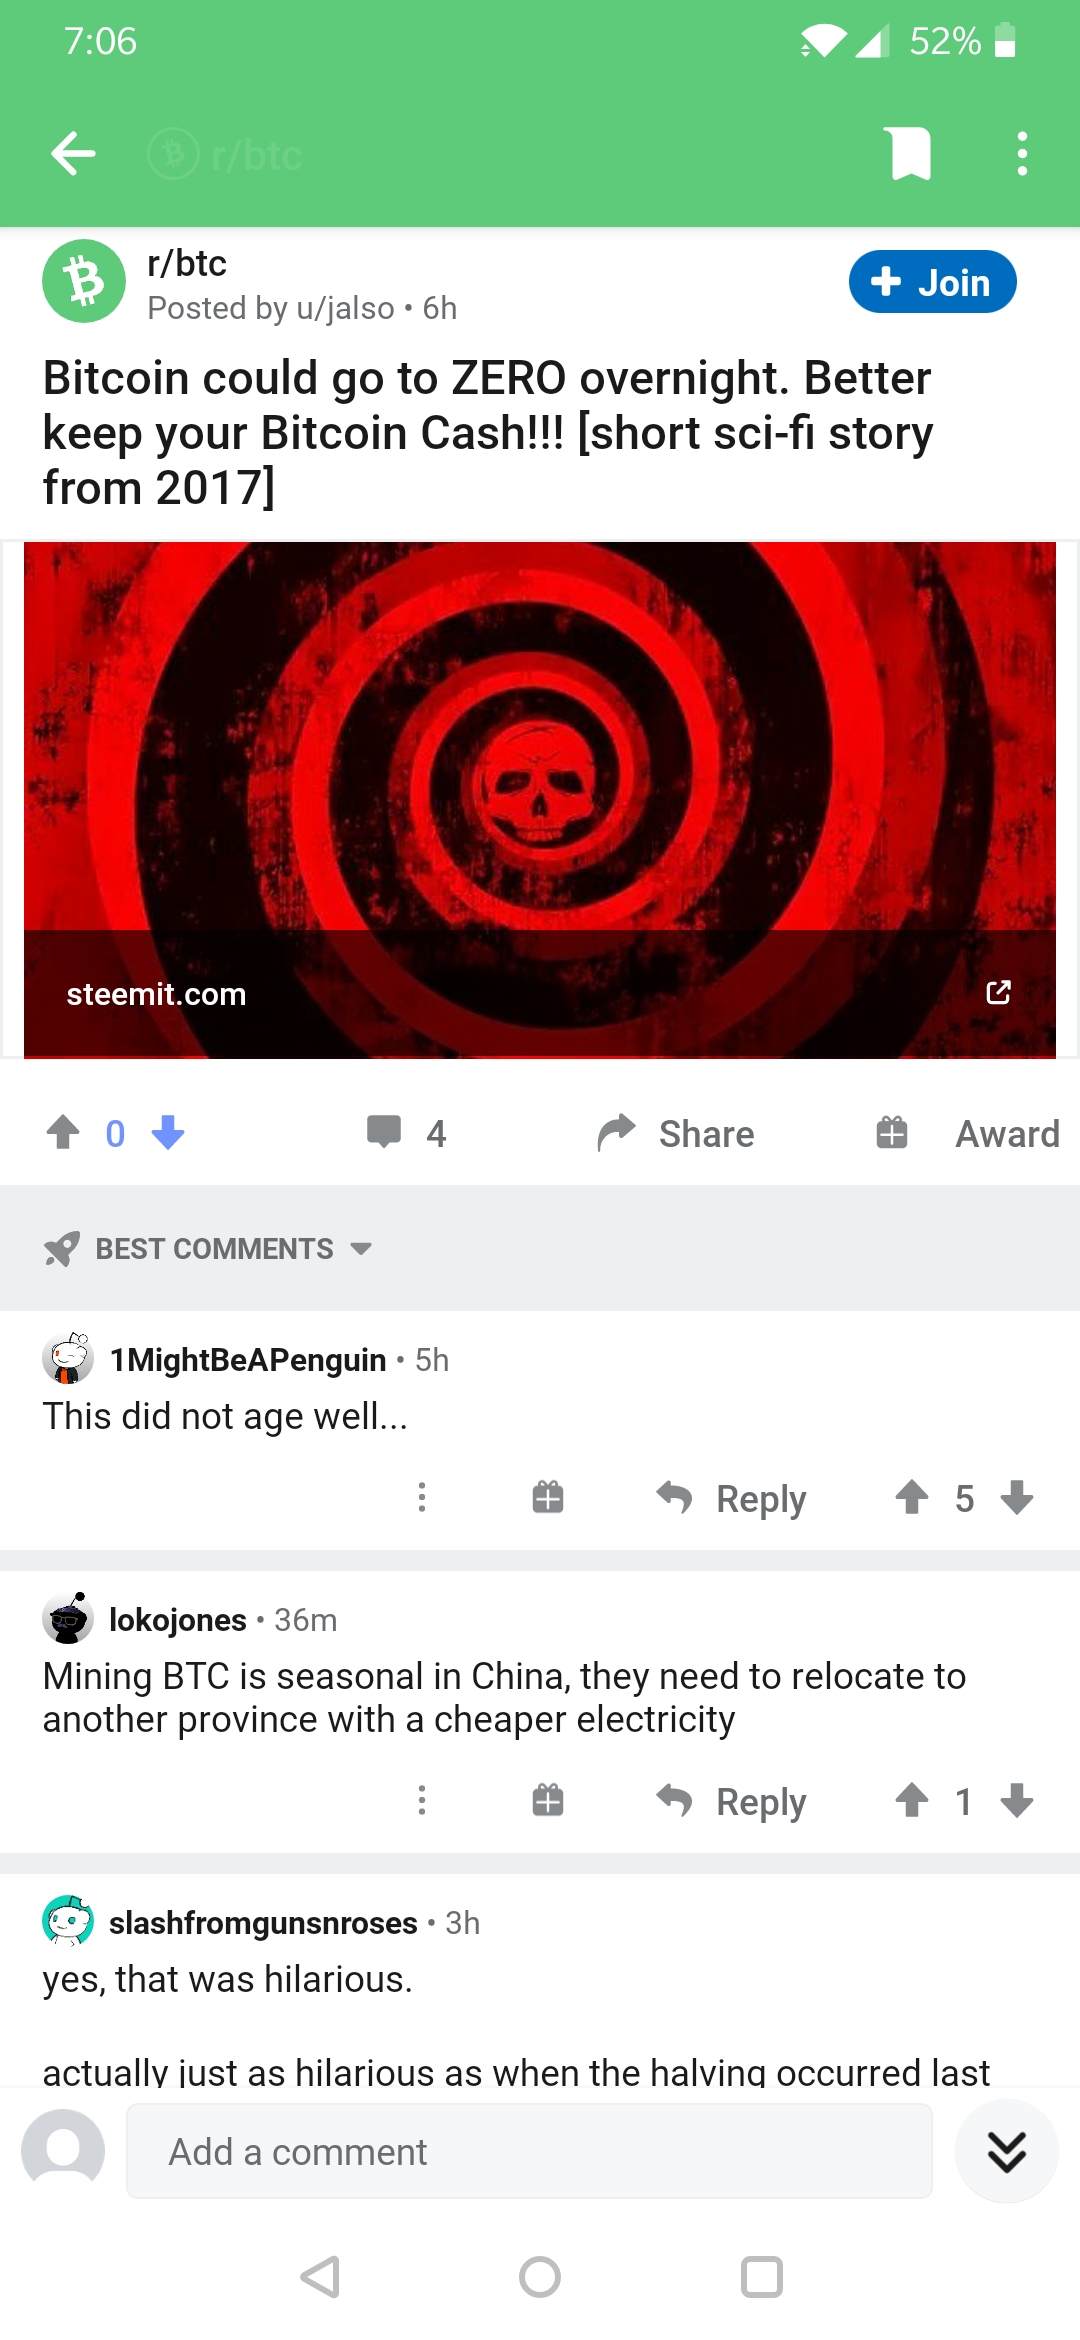 7:06
52%
r/btc
r/btc
Posted by u/jalso • 6h
Join
Bitcoin could go to ZERO overnight. Better
keep your Bitcoin Cash!!! [short sci-fi story
from 2017]
steemit.com
0
4
Share
Award
BEST COMMENTS
1MightBeAPenguin • 5h
This did not age well...
Reply
5
lokojones • 36m
Mining BTC is seasonal in China, they need to relocate to
another province with a cheaper electricity
Reply
1
slashfromgunsnroses • 3h
yes, that was hilarious.
actually just as hilarious as when the halving occurred last
Add a comment